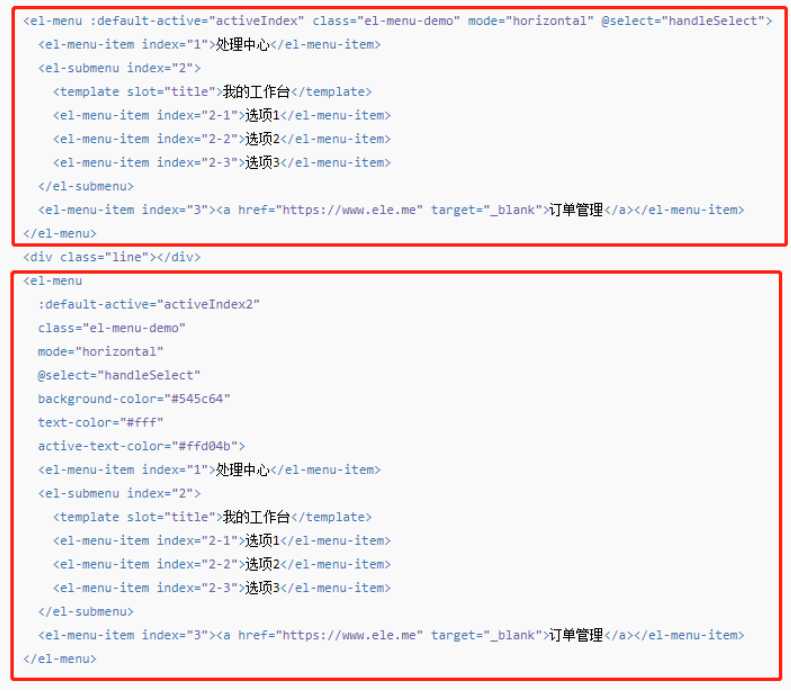 <el-menu :default-active="activeIndex" class="el-menu-demo" mode="horizontal" @select="handleSelect">
  <el-menu-item index="1">处理中心</el-menu-item>
  <el-submenu index="2">
    <template slot="title">我的工作台</template>
    <el-menu-item index="2-1">选项1</el-menu-item>
    <el-menu-item index="2-2">选项2</el-menu-item>
    <el-menu-item index="2-3">选项3</el-menu-item>
  </el-submenu>
  <el-menu-item index="3"><a href="https://www.ele.me" target="_blank">订单管理</a></el-menu-item>
</el-menu>
<div class="line"></div>
<el-menu
  :default-active="activeIndex2"
  class="el-menu-demo"
  mode="horizontal"
  @select="handleSelect"
  background-color="#545c64"
  text-color="#fff"
  active-text-color="#ffd04b">
  <el-menu-item index="1">处理中心</el-menu-item>
  <el-submenu index="2">
    <template slot="title">我的工作台</template>
    <el-menu-item index="2-1">选项1</el-menu-item>
    <el-menu-item index="2-2">选项2</el-menu-item>
    <el-menu-item index="2-3">选项3</el-menu-item>
  </el-submenu>
  <el-menu-item index="3"><a href="https://www.ele.me" target="_blank">订单管理</a></el-menu-item>
</el-menu>